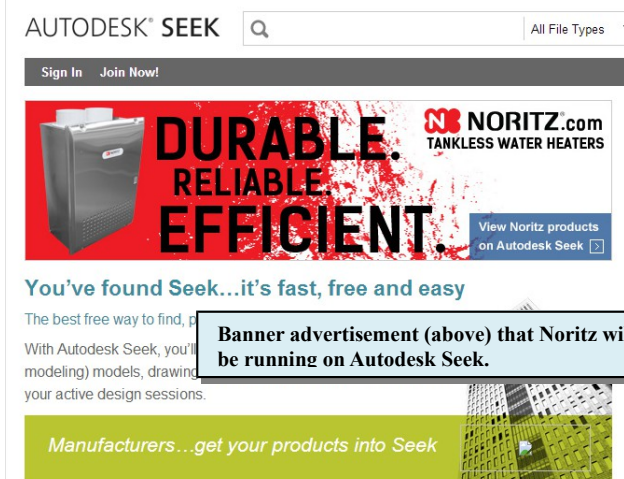 AUTODESK® SEEK
All File Types
Sign In Join Now!
DURABLE.
RELIABLE.
EFFICIENT.
NORITZ.com
TANKLESS WATER HEATERS
View Noritz products
on Autodesk Seek
You've found Seek...it's fast, free and easy
The best free way to find, p
Banner advertisement (above) that Noritz wi
be running on Autodesk Seek.
With Autodesk Seek, you'll
modeling) models, drawing
your active design sessions.
Manufacturers...get your products into Seek